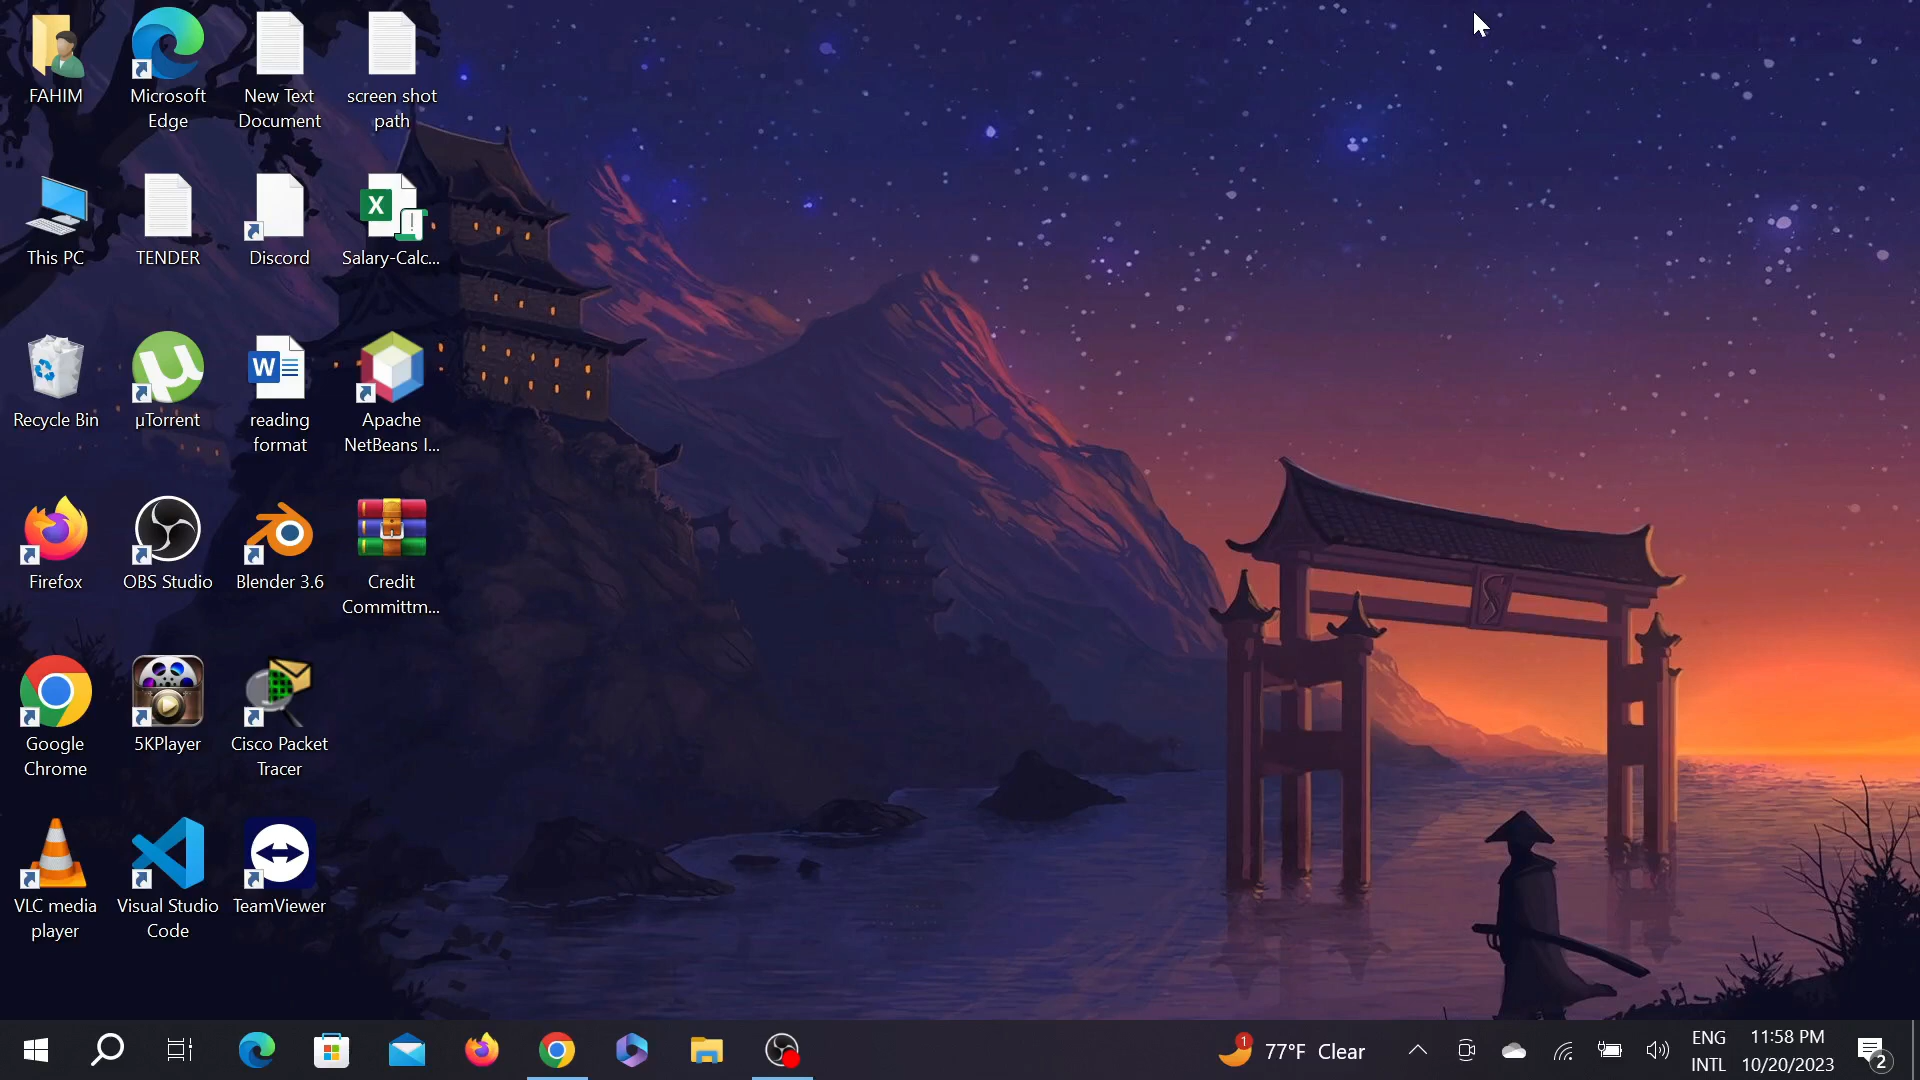 FAHIM
Microsoft
Edge
New Text
Document
screen shot
path
This PC
TENDER
Discord
Salary-Calc...
Recycle Bin
µTorrent
reading
format
Apache
NetBeans I...
Firefox
OBS Studio
Blender 3.6
Credit
Committm...
Google
Chrome
5KPlayer
Cisco Packet
Tracer
VLC media
player
Visual Studio
Code
TeamViewer
1
77°F Clear
ENG
INTL
11:58 PM
10/20/2023
2